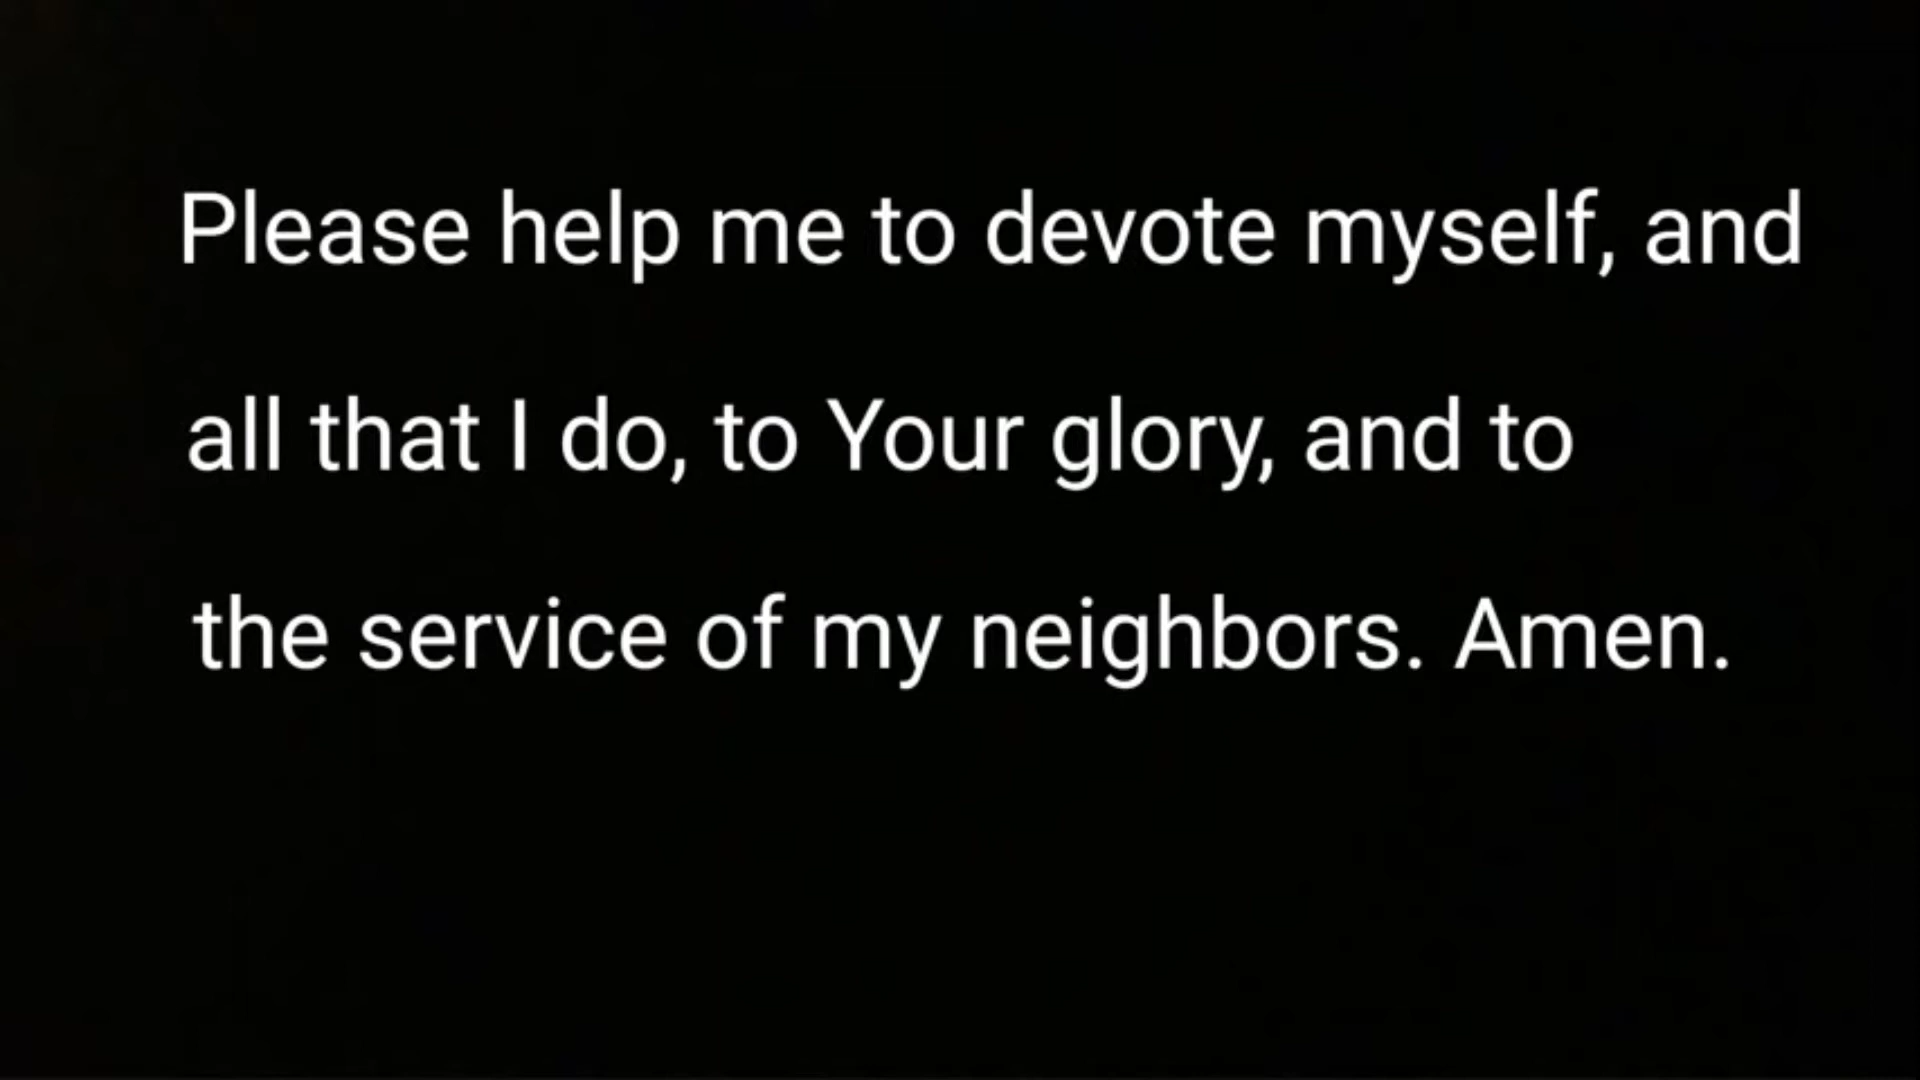 Please help me to devote myself, and
all that I do, to Your glory, and to
the service of my neighbors. Amen.